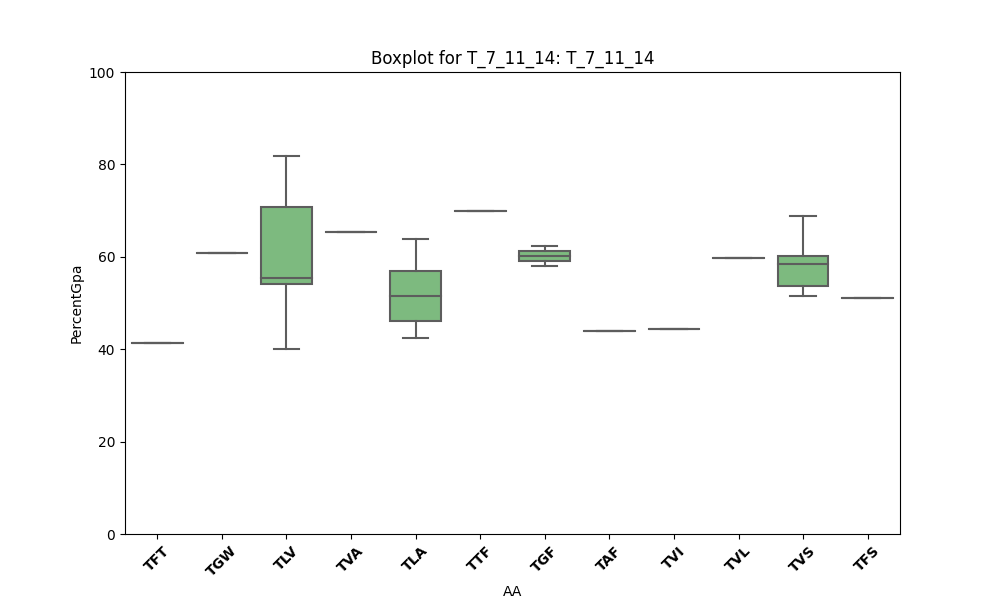 Boxplot for T_7_11_14: T_7_11_14
100
80
60
40
20
0
PercentGpa
TFT TGW TLV TVA TLA TTF TGF TAF TVI TVL TVS TFS
AA